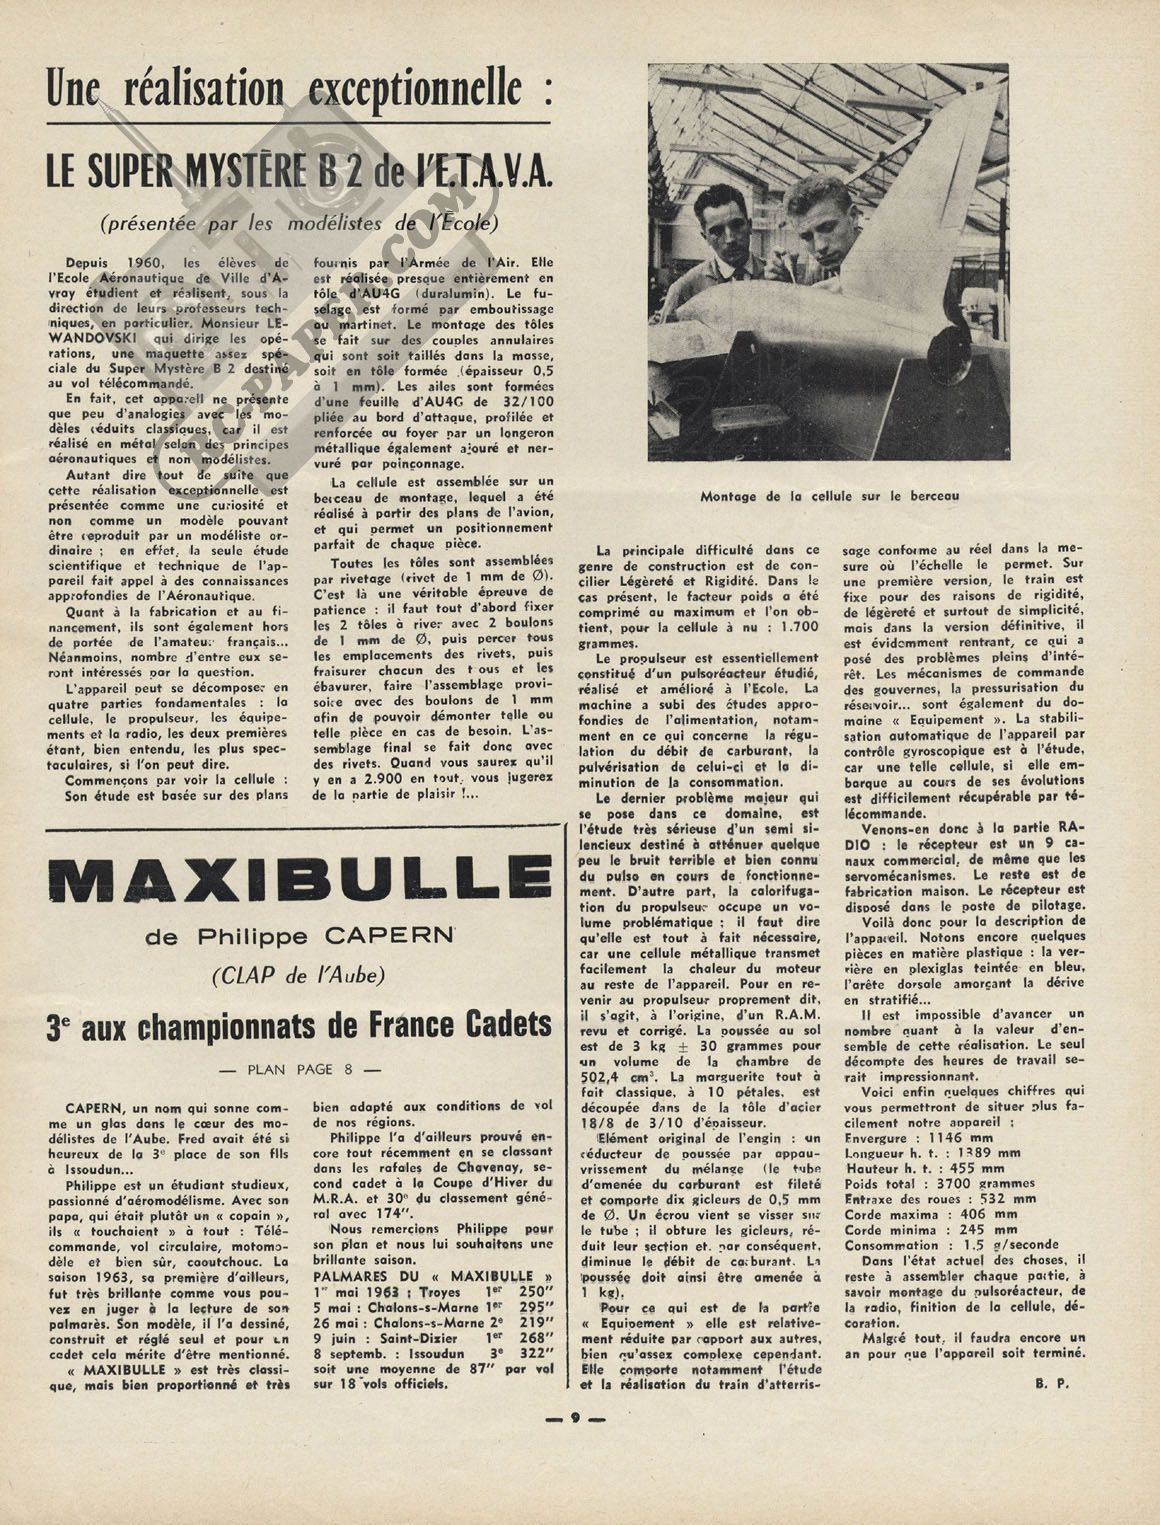 Une réalisation exceptionnelle :
LE SUPER MYSTÈRE B 2 de l'E.T.A.V.A.
(présentée par les modélistes de l'École)
Depuis 1960, les élèves de
l'Ecole Aéronautique de Ville d'A-
vray étudient et réalisent, sous la
direction de leurs professeurs tech-
niques, en particulier. Monsieur LE-
WANDOVSKI qui dirige les opé-
rations, une maquette assez spé-
ciale du Super Mystère B 2 destiné
au vol télécommandé.
En fait, cet appareil ne présente
que peu d'analogies avec les mo-
dèles réduits classiques, car il est
réalisé en métal selon des principes
aéronautiques et non modélistes.
Autant dire tout de suite que
cette réalisation exceptionnelle est
présentée comme une curiosité et
non comme un modèle pouvant
être reproduit par un modéliste or-
dinaire ; en effet, la seule étude
scientifique et technique de l'ap-
pareil fait appel à des connaissances
approfondies de l'Aéronautique.
Quant à la fabrication et au fi-
nancement, ils sont également hors
de portée de l'amateur français...
Néanmoins, nombre d'entre eux se-
ront intéressés par la question.
L'appareil peut se décomposer en
quatre parties fondamentales : la
cellule, le propulseur, les équipe-
ments et la radio, les deux premières
étant, bien entendu, les plus spec-
taculaires, si l'on peut dire.
Commençons par voir la cellule :
Son étude est basée sur des plans
fournis par l'Armée de l'Air. Elle
est réalisée presque entièrement en
tôle d'AU4G (duralumin). Le fu-
selage est formé par emboutissage
au martinet. Le montage des tôles
se fait sur des couples annulaires
qui sont soit taillés dans la masse,
soit en tôle formée (épaisseur 0,5
à 1 mm). Les ailes sont formées
d'une feuille d'AU4G de 32/100
pliée au bord d'attaque, profilée et
renforcée au foyer par un longeron
métallique également ajouré et ner-
vuré par poinçonnage.
La cellule est assemblée sur un
berceau de montage, lequel a été
réalisé à partir des plans de l'avion,
et qui permet un positionnement
parfait de chaque pièce.
Toutes les tôles sont assemblées
par rivetage (rivet de 1 mm de Ø).
C'est là une véritable épreuve de
patience : il faut tout d'abord fixer
les 2 tôles à river avec 2 boulons
de 1 mm de Ø, puis percer tous
les emplacements des rivets, puis
fraisurer chacun des trous et les
ébavurer, faire l'assemblage provi-
soire avec des boulons de 1 mm
afin de pouvoir démonter telle ou
telle pièce en cas de besoin. L'as-
semblage final se fait donc avec
des rivets. Quand vous saurez qu'il
y en a 2.900 en tout, vous jugerez
de la partie de plaisir !...
Montage de la cellule sur le berceau
La principale difficulté dans ce
genre de construction est de con-
cilier Légèreté et Rigidité. Dans le
cas présent, le facteur poids a été
comprimé au maximum et l'on ob-
tient, pour la cellule à nu : 1.700
grammes.
Le propulseur est essentiellement
constitué d'un pulsoréacteur étudié,
réalisé et amélioré à l'Ecole. La
machine a subi des études appro-
fondies de l'alimentation, notam-
ment en ce qui concerne la régu-
lation du débit de carburant, la
pulvérisation de celui-ci et la di-
minution de la consommation.
Le dernier problème majeur qui
se pose dans ce domaine, est
l'étude très sérieuse d'un semi si-
lencieux destiné à atténuer quelque
peu le bruit terrible et bien connu
du pulso en cours de fonctionne-
ment. D'autre part, la calorifuga-
tion du propulseur occupe un vo-
lume problématique ; il faut dire
qu'elle est tout à fait nécessaire,
car une cellule métallique transmet
facilement la chaleur du moteur
au reste de l'appareil. Pour en re-
venir au propulseur proprement dit,
il s'agit, à l'origine, d'un R.A.M.
revu et corrigé. La poussée au sol
est de 3 kg ± 30 grammes pour
un volume de la chambre de
502,4 cm³. La marguerite tout à
fait classique, à 10 pétales, est
découpée dans de la tôle d'acier
18/8 de 3/10 d'épaisseur.
Elément original de l'engin : un
réducteur de poussée par appau-
vrissement du mélange (le tube
d'amenée du carburant est fileté
et comporte dix gicleurs de 0,5 mm
de Ø. Un écrou vient se visser sur
le tube ; il obture les gicleurs, ré-
duit leur section et, par conséquent,
diminue le débit de carburant. La
poussée doit ainsi être amenée à
1 kg).
Pour ce qui est de la partie
« Equipement » elle est relative-
ment réduite par rapport aux autres,
bien qu'assez complexe cependant.
Elle comporte notamment l'étude
et la réalisation du train d'atterris-
sage conforme au réel dans la me-
sure où l'échelle le permet. Sur
une première version, le train est
fixe pour des raisons de rigidité,
de légèreté et surtout de simplicité,
mais dans la version définitive, il
est évidemment rentrant, ce qui a
posé des problèmes pleins d'inté-
rêt. Les mécanismes de commande
des gouvernes, la pressurisation du
réservoir... sont également du do-
maine « Equipement ». La stabili-
sation automatique de l'appareil par
contrôle gyroscopique est à l'étude,
car une telle cellule, si elle em-
barque au cours de ses évolutions
est difficilement récupérable par té-
lécommande.
Venons-en donc à la partie RA-
DIO : le récepteur est un 9 ca-
naux commercial, de même que les
servomécanismes. Le reste est de
fabrication maison. Le récepteur est
disposé dans le poste de pilotage.
Voilà donc pour la description de
l'appareil. Notons encore quelques
pièces en matière plastique : la ver-
rière en plexiglas teintée en bleu,
l'arête dorsale amorçant la dérive
en stratifié...
Il est impossible d'avancer un
nombre quant à la valeur d'en-
semble de cette réalisation. Le seul
décompte des heures de travail se-
rait impressionnant.
Voici enfin quelques chiffres qui
vous permettront de situer plus fa-
cilement notre appareil :
Envergure : 1146 mm
Longueur h. t. : 1389 mm
Hauteur h. t. : 455 mm
Poids total : 3700 grammes
Entraxe des roues : 532 mm
Corde maxima : 406 mm
Corde minima : 245 mm
Consommation : 1,5 g/seconde
Dans l'état actuel des choses, il
reste à assembler chaque partie, à
savoir montage du pulsoréacteur, de
la radio, finition de la cellule, dé-
coration.
Malgré tout, il faudra encore un
an pour que l'appareil soit terminé.
B. P.
MAXIBULLE
de Philippe CAPERN
(CLAP de l'Aube)
3e aux championnats de France Cadets
— PLAN PAGE 8 —
CAPERN, un nom qui sonne com-
me un glas dans le cœur des mo-
délistes de l'Aube. Fred avait été si
heureux de la 3e place de son fils
à Issoudun...
Philippe est un étudiant studieux,
passionné d'aéromodélisme. Avec son
papa, qui était plutôt un « copain »,
ils « touchaient » à tout : Télé-
commande, vol circulaire, motomo-
dèle et bien sûr, caoutchouc. La
saison 1963, sa première d'ailleurs,
fut très brillante comme vous pou-
vez en juger à la lecture de son
palmarès. Son modèle, il l'a dessiné,
construit et réglé seul et pour un
cadet cela mérite d'être mentionné.
« MAXIBULLE » est très classi-
que, mais bien proportionné et très
bien adapté aux conditions de vol
de nos régions.
Philippe l'a d'ailleurs prouvé en-
core tout récemment en se classant
dans les rafales de Chavenay, se-
cond cadet à la Coupe d'Hiver du
M.R.A. et 30e du classement géné-
ral avec 174".
Nous remercions Philippe pour
son plan et nous lui souhaitons une
brillante saison.
PALMARES DU « MAXIBULLE »
1er mai 1963 : Troyes 1er 250"
5 mai : Chalons-s-Marne 1er 295"
26 mai : Chalons-s-Marne 2e 219"
9 juin : Saint-Dizier 1er 268"
8 septemb. : Issoudun 3e 322"
soit une moyenne de 87" par vol
sur 18 vols officiels.
— 9 —